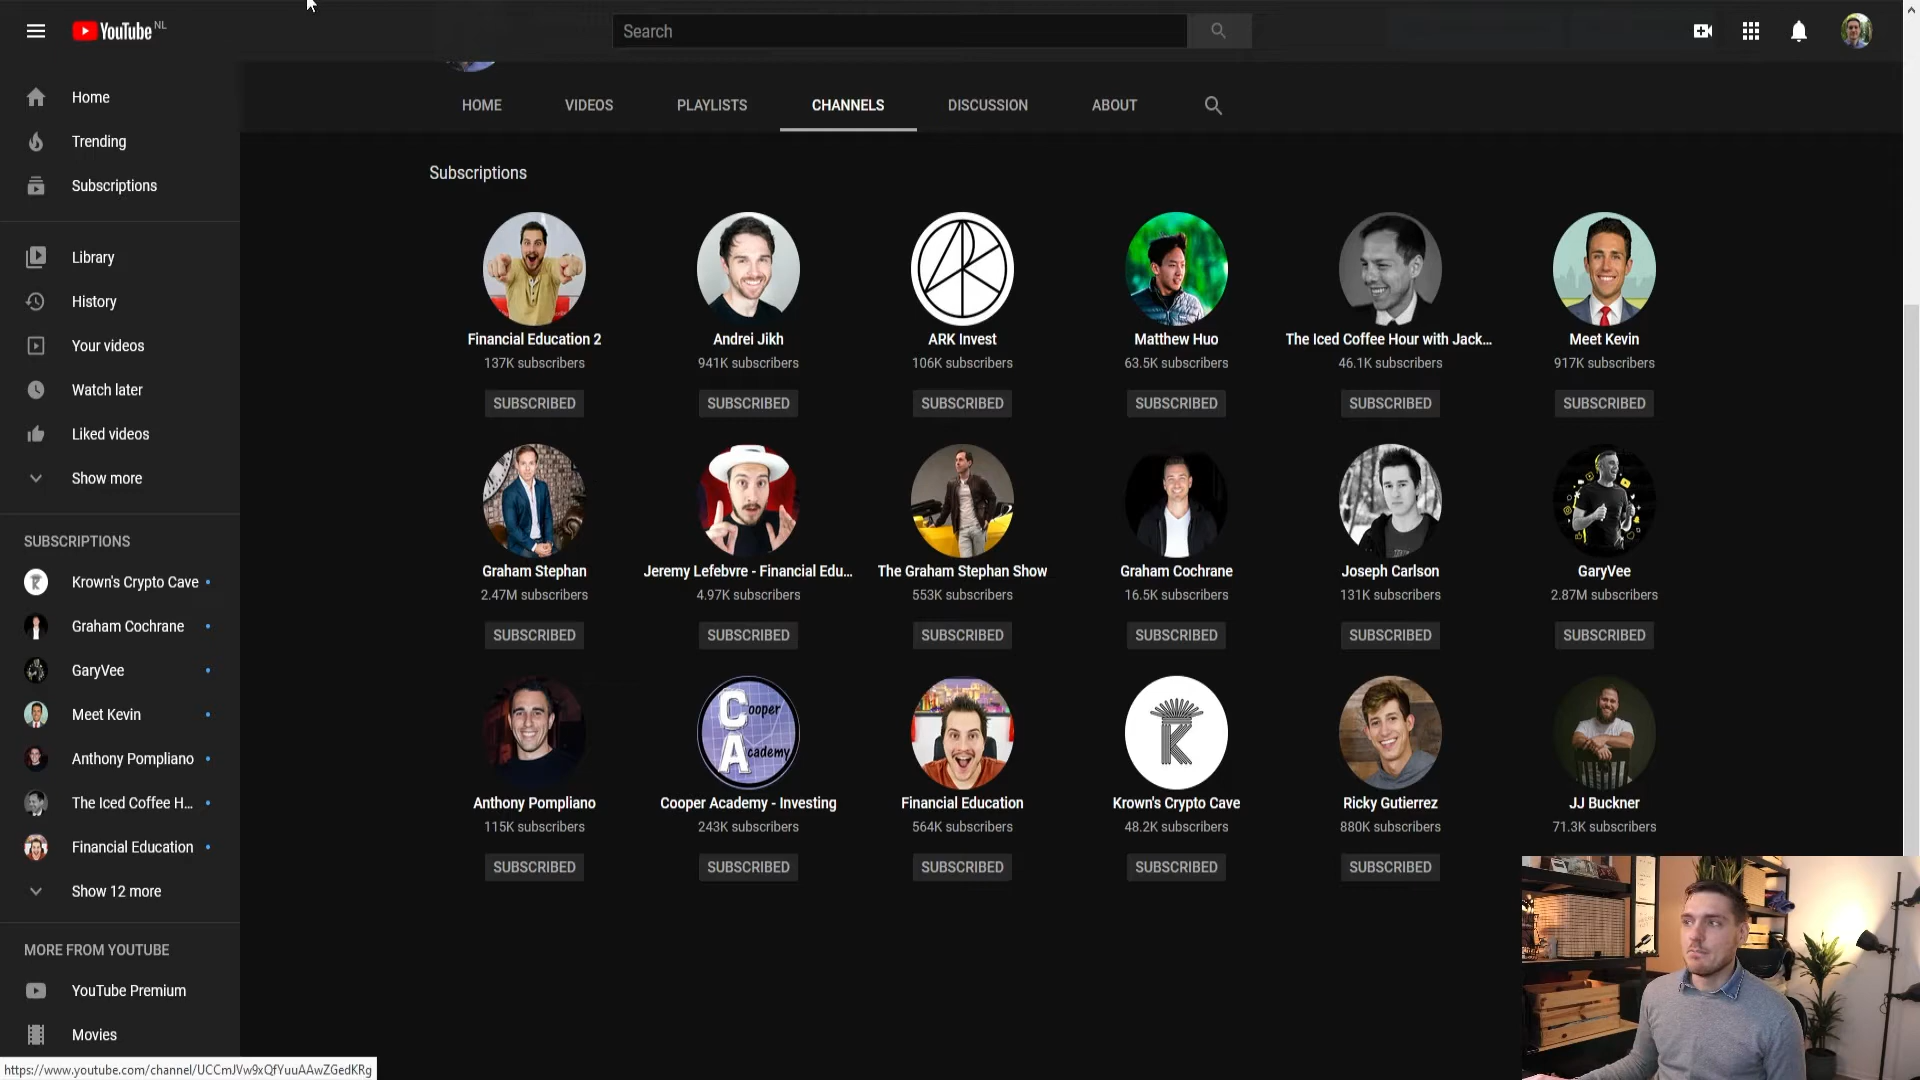 YouTube NL
Search
Home
Trending
Subscriptions
Library
History
Your videos
Watch later
Liked videos
Show more
SUBSCRIPTIONS
Krown's Crypto Cave
Graham Cochrane
GaryVee
Meet Kevin
Anthony Pompliano
The Iced Coffee H...
Financial Education
Show 12 more
MORE FROM YOUTUBE
YouTube Premium
Movies
https://www.youtube.com/channel/UCCmJVw9xQfYuuAAwZGedKRg
HOME VIDEOS PLAYLISTS CHANNELS DISCUSSION ABOUT
Subscriptions
Financial Education 2 Andrei Jikh ARK Invest Matthew Huo The Iced Coffee Hour with Jack... Meet Kevin
137K subscribers 941K subscribers 106K subscribers 63.5K subscribers 46.1K subscribers 917K subscribers
SUBSCRIBED SUBSCRIBED SUBSCRIBED SUBSCRIBED SUBSCRIBED SUBSCRIBED
Graham Stephan Jeremy Lefebvre - Financial Edu... The Graham Stephan Show Graham Cochrane Joseph Carlson GaryVee
2.47M subscribers 4.97K subscribers 553K subscribers 16.5K subscribers 131K subscribers 2.87M subscribers
SUBSCRIBED SUBSCRIBED SUBSCRIBED SUBSCRIBED SUBSCRIBED SUBSCRIBED
Cooper
Academy
Anthony Pompliano Cooper Academy - Investing Financial Education Krown's Crypto Cave Ricky Gutierrez JJ Buckner
115K subscribers 243K subscribers 564K subscribers 48.2K subscribers 880K subscribers 71.3K subscribers
SUBSCRIBED SUBSCRIBED SUBSCRIBED SUBSCRIBED SUBSCRIBED